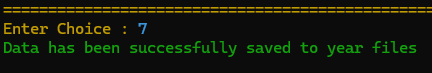 ================================================
Enter Choice : 7
Data has been successfully saved to year files